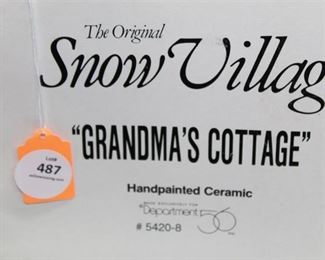 The Original
Snow Villag
"GRANDMA'S COTTAGE"
Lot#
487
Handpainted Ceramic
Department 56
# 5420-8